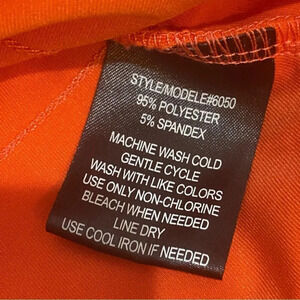 STYLE/MODELE#6050
95% POLYESTER
5% SPANDEX
MACHINE WASH COLD
GENTLE CYCLE
WASH WITH LIKE COLORS
USE ONLY NON-CHLORINE
BLEACH WHEN NEEDED
LINE DRY
USE COOL IRON IF NEEDED